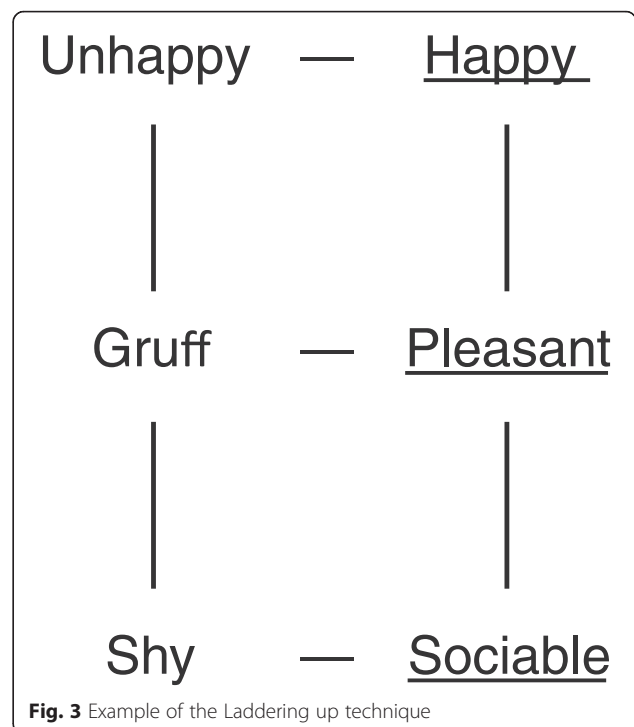 Unhappy — Happy
Gruff — Pleasant
Shy — Sociable
Fig. 3 Example of the Laddering up technique